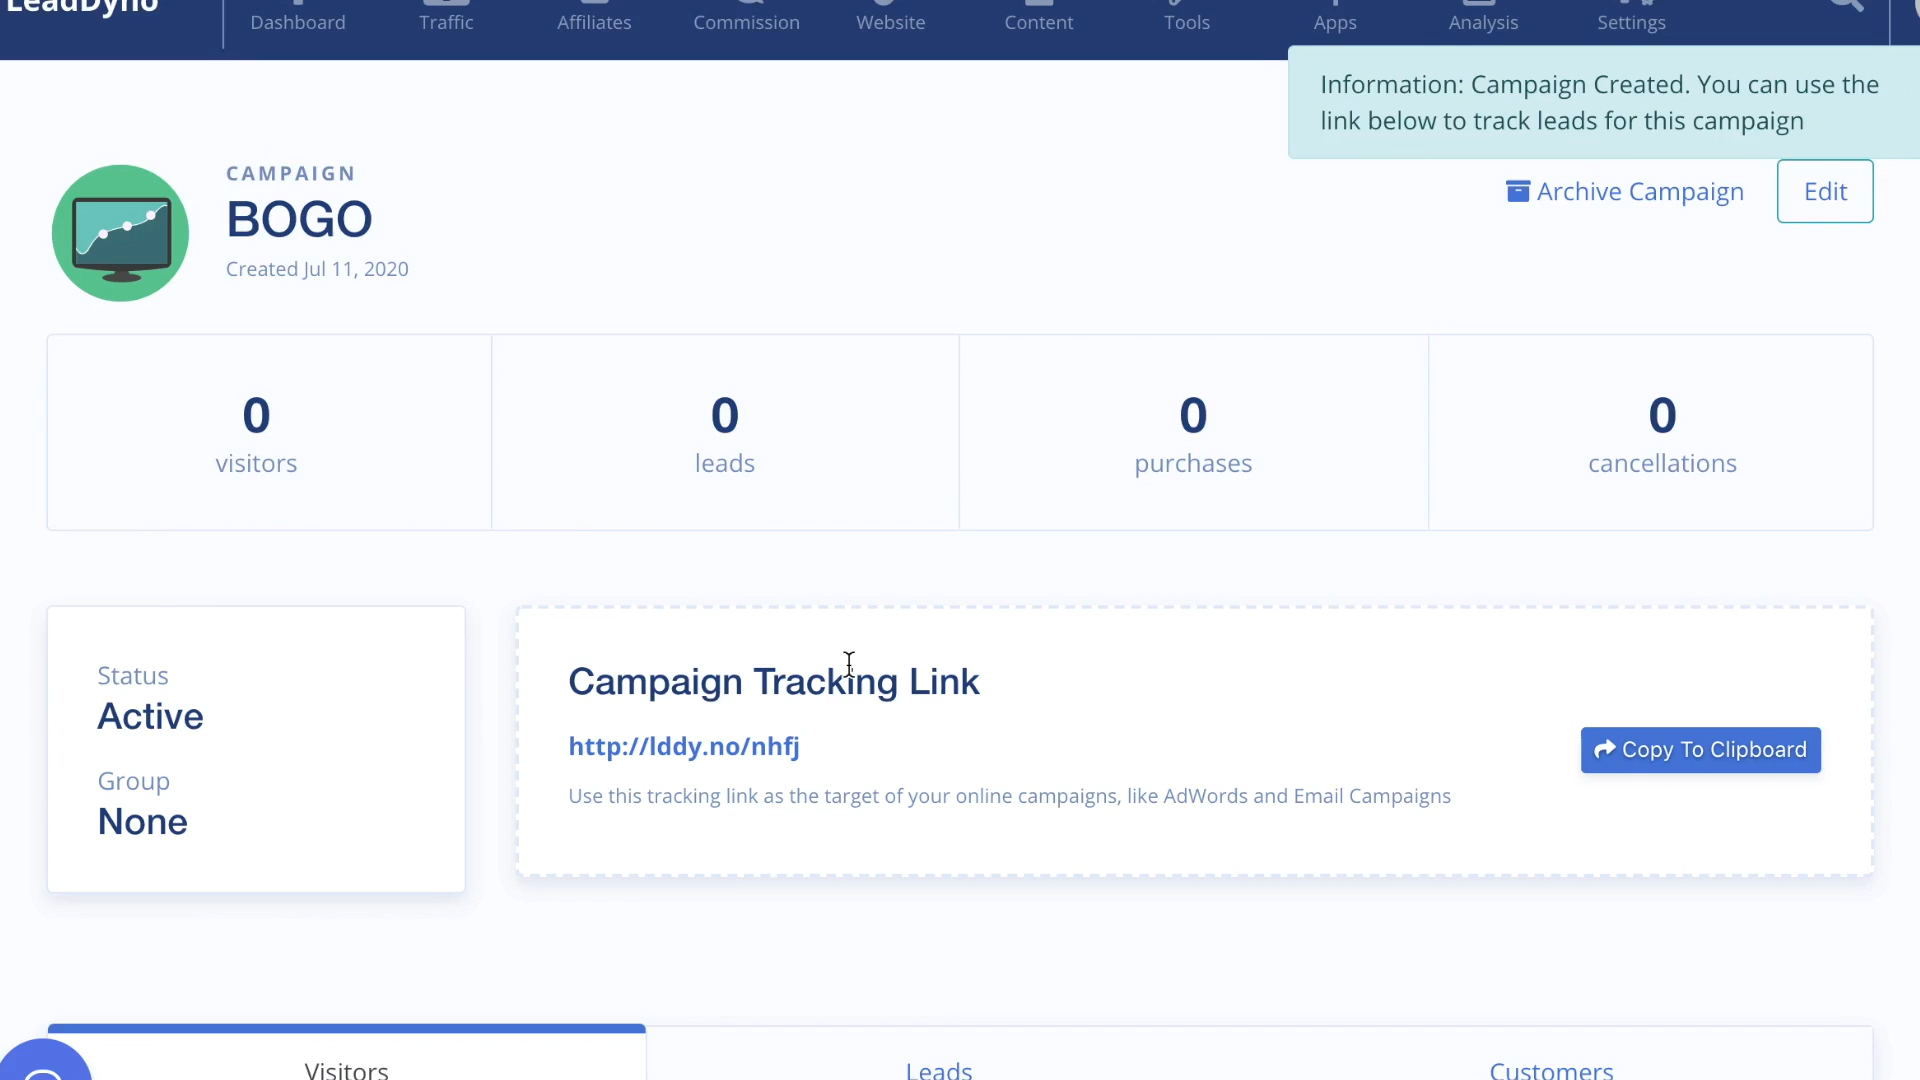 LeadDyno
Dashboard
Traffic
Affiliates
Commission
Website
Content
Tools
Apps
Analysis
Settings
Information: Campaign Created. You can use the
link below to track leads for this campaign
CAMPAIGN
BOGO
Created Jul 11, 2020
Archive Campaign
Edit
0
visitors
0
leads
0
purchases
0
cancellations
Status
Active
Group
None
Campaign Tracking Link
http://lddy.no/nhfj
Use this tracking link as the target of your online campaigns, like AdWords and Email Campaigns
Copy To Clipboard
Visitors
Leads
Customers